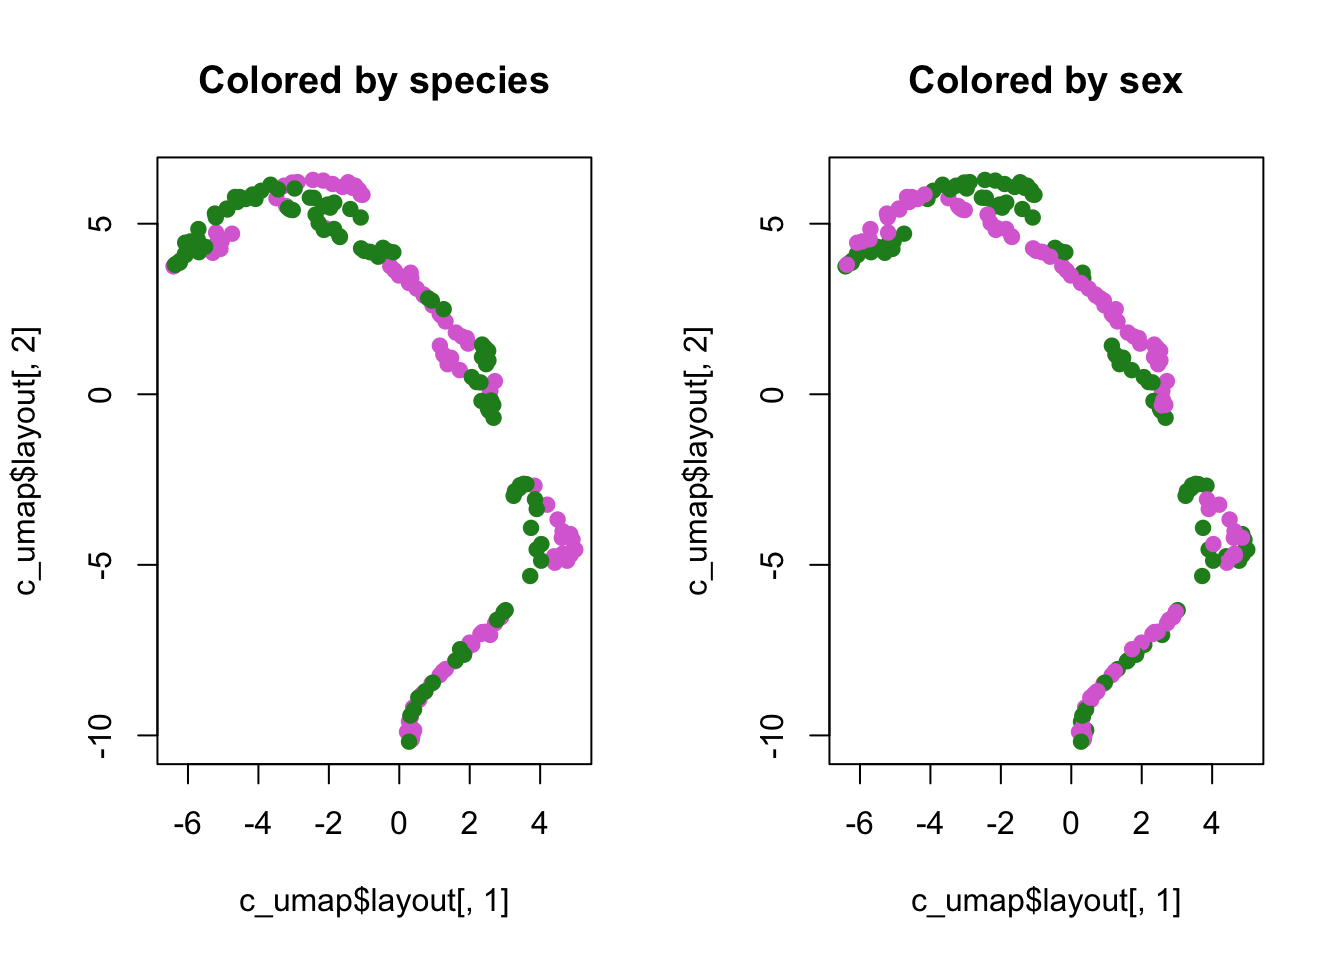 Colored by species
c_umap$layout[, 2]
5
0
-5
-10
-6 -4 -2 0 2 4
c_umap$layout[, 1]
Colored by sex
c_umap$layout[, 2]
5
0
-5
-10
-6 -4 -2 0 2 4
c_umap$layout[, 1]